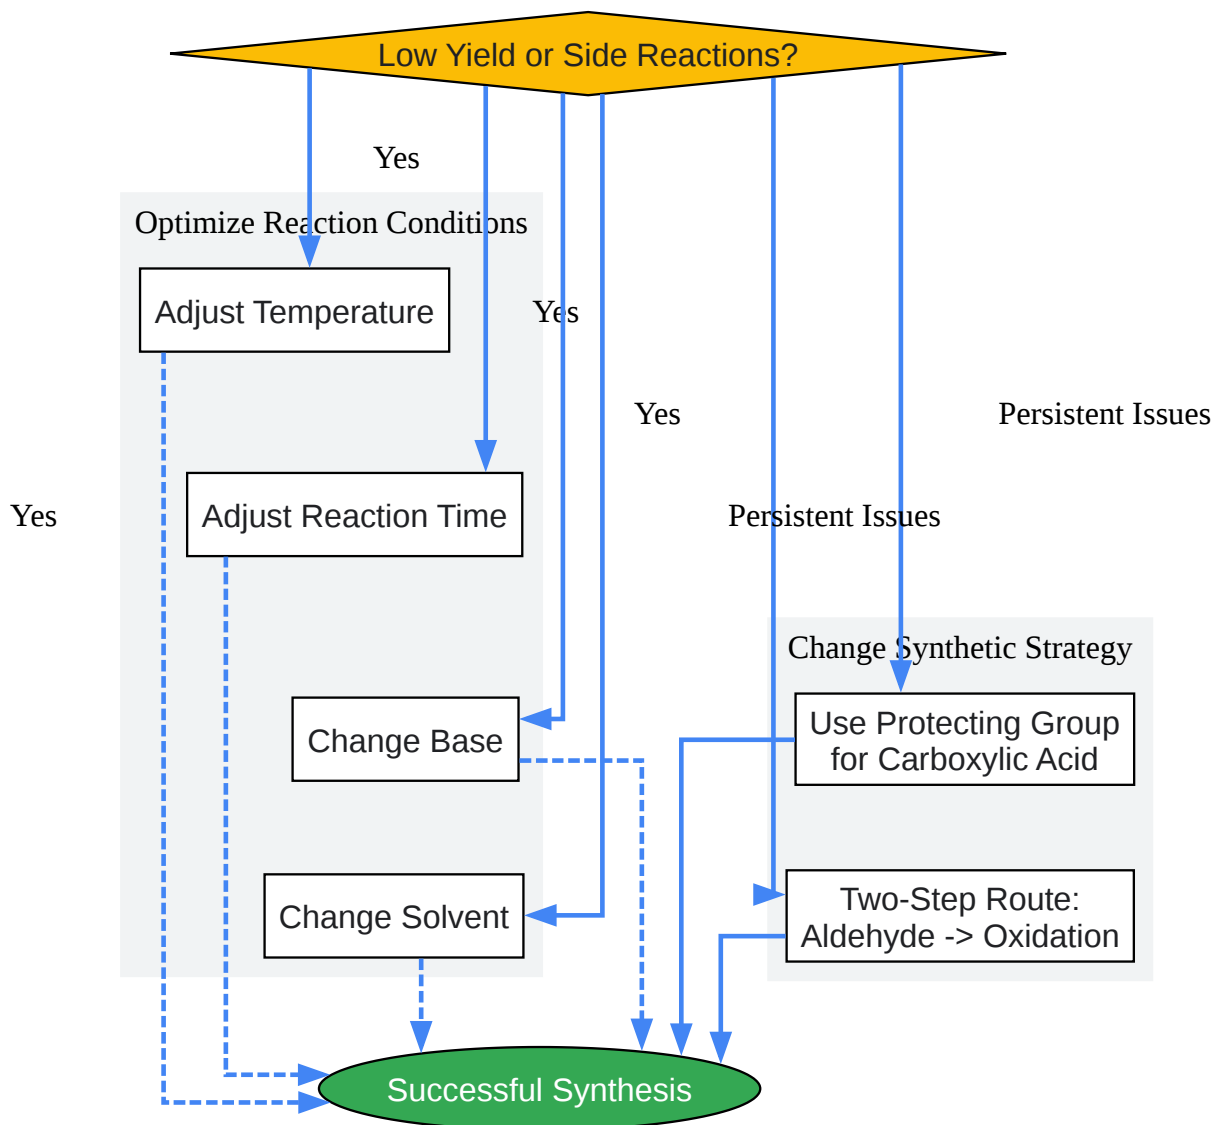 Low Yield or Side Reactions?
Yes
Optimize Reaction Conditions
Adjust Temperature
Yes
Yes
Persistent Issues
Yes
Adjust Reaction Time
Persistent Issues
Change Synthetic Strategy
Use Protecting Group
for Carboxylic Acid
Change Base
Two-Step Route:
Aldehyde -> Oxidation
Change Solvent
Successful Synthesis